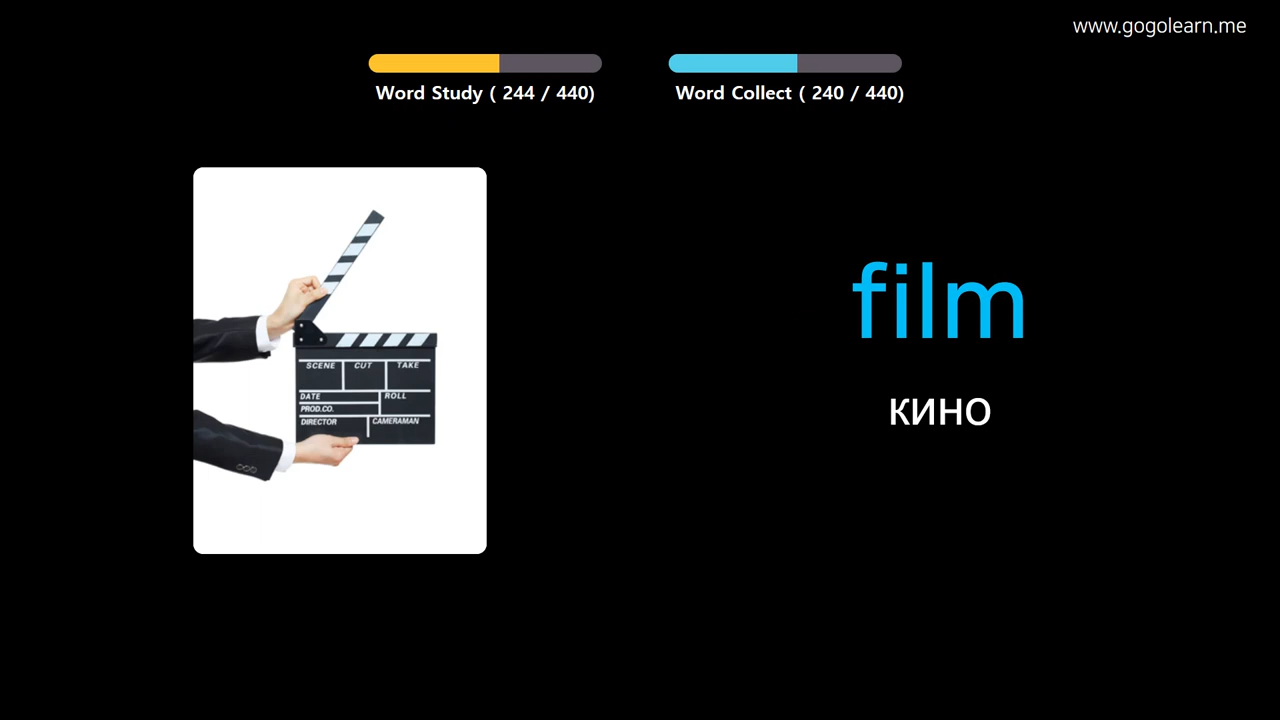 www.gogolearn.me
Word Study ( 244 / 440)
Word Collect ( 240 / 440)
SCENE CUT TAKE
DATE ROLL
PROD.CO.
DIRECTOR CAMERAMAN
film
кино